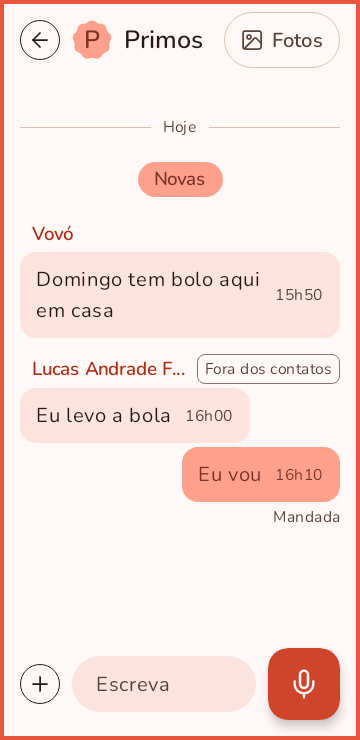 P Primos Fotos
Hoje
Novas
Vovó
Domingo tem bolo aqui
em casa 15h50
Lucas Andrade F... Fora dos contatos
Eu levo a bola 16h00
Eu vou 16h10
Mandada
Escreva